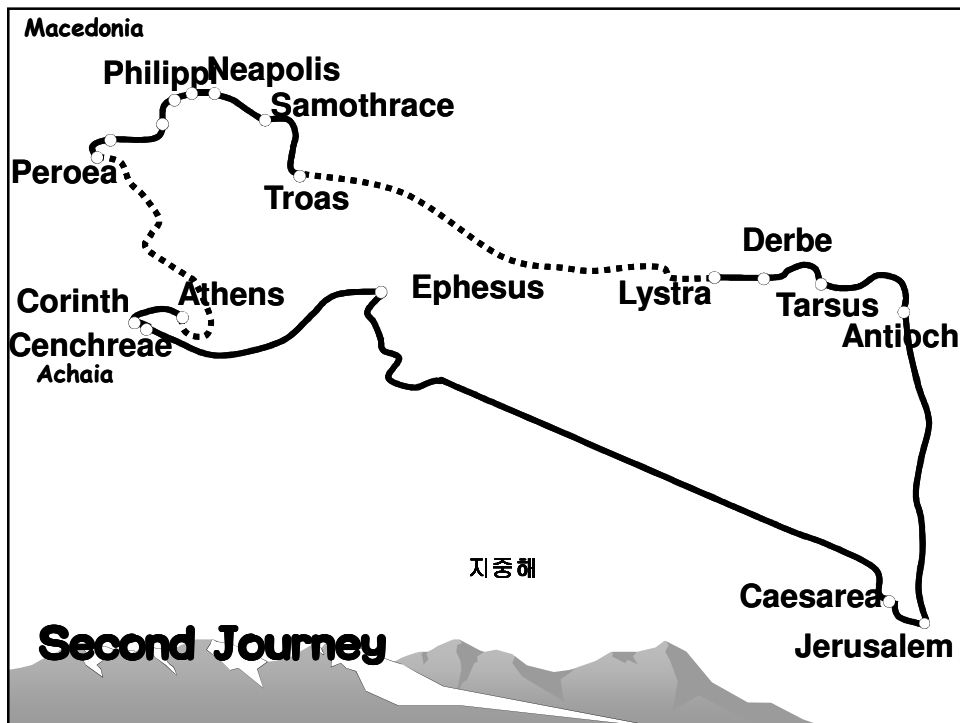 Macedonia
Philippi
Neapolis
Samothrace
Peroea
Troas
Derbe
Ephesus
Lystra
Tarsus
Corinth
Athens
Antioch
Cenchreae
Achaia
지중해
Caesarea
Second Journey
Jerusalem